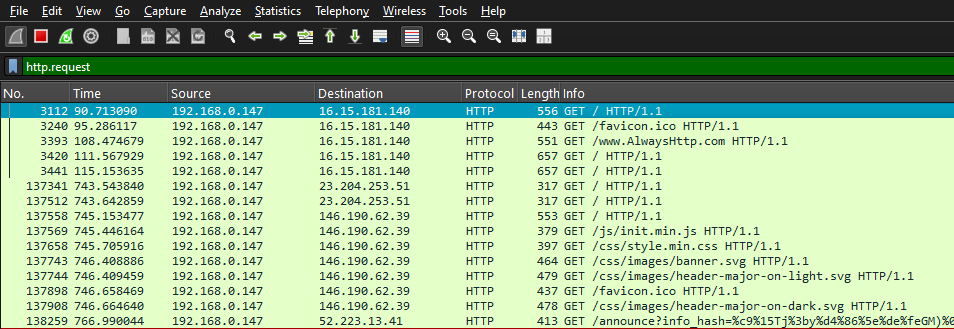 File Edit View Go Capture Analyze Statistics Telephony Wireless Tools Help
http.request
No. Time Source Destination Protocol Length Info
3112 90.713090 192.168.0.147 16.15.181.140 HTTP 556 GET / HTTP/1.1
3240 95.286117 192.168.0.147 16.15.181.140 HTTP 443 GET /favicon.ico HTTP/1.1
3393 108.474679 192.168.0.147 16.15.181.140 HTTP 551 GET /www.AlwaysHttp.com HTTP/1.1
3420 111.567929 192.168.0.147 16.15.181.140 HTTP 657 GET / HTTP/1.1
3441 115.153635 192.168.0.147 16.15.181.140 HTTP 657 GET / HTTP/1.1
137341 743.543840 192.168.0.147 23.204.253.51 HTTP 317 GET / HTTP/1.1
137512 743.642859 192.168.0.147 23.204.253.51 HTTP 317 GET / HTTP/1.1
137558 745.153477 192.168.0.147 146.190.62.39 HTTP 553 GET / HTTP/1.1
137569 745.446164 192.168.0.147 146.190.62.39 HTTP 379 GET /js/init.min.js HTTP/1.1
137658 745.705916 192.168.0.147 146.190.62.39 HTTP 397 GET /css/style.min.css HTTP/1.1
137743 746.408886 192.168.0.147 146.190.62.39 HTTP 464 GET /css/images/banner.svg HTTP/1.1
137744 746.409459 192.168.0.147 146.190.62.39 HTTP 479 GET /css/images/header-major-on-light.svg HTTP/1.1
137898 746.658469 192.168.0.147 146.190.62.39 HTTP 437 GET /favicon.ico HTTP/1.1
137908 746.664640 192.168.0.147 146.190.62.39 HTTP 478 GET /css/images/header-major-on-dark.svg HTTP/1.1
138259 766.990044 192.168.0.147 52.223.13.41 HTTP 413 GET /announce?info_hash=%c9%15Tj%3by%d4%86%5e%de%feGM)%